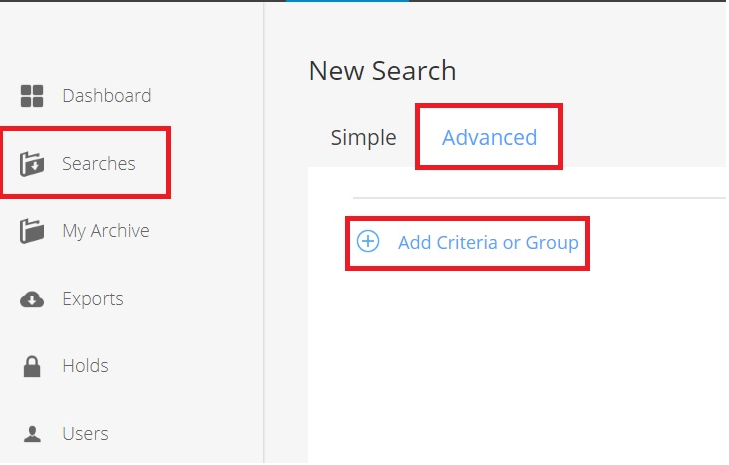 Dashboard
Searches
My Archive
Exports
Holds
Users
New Search
Simple
Advanced
Add Criteria or Group